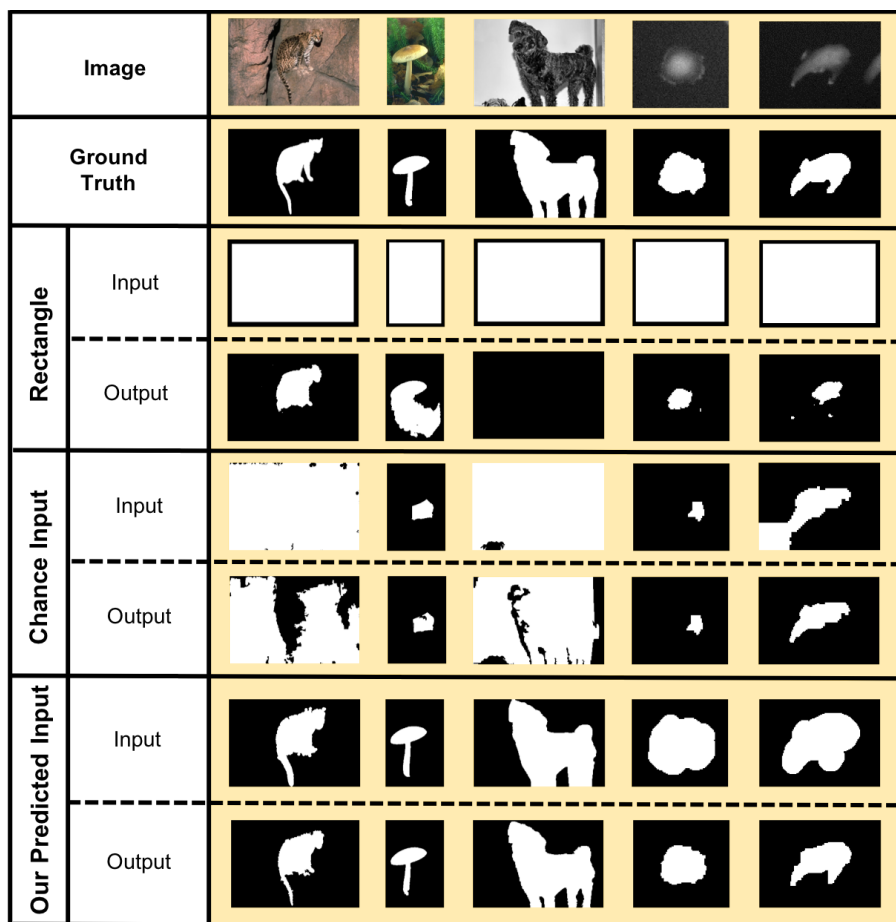 Image
Ground
Truth
Rectangle
Input
Output
Chance Input
Input
Output
Our Predicted Input
Input
Output